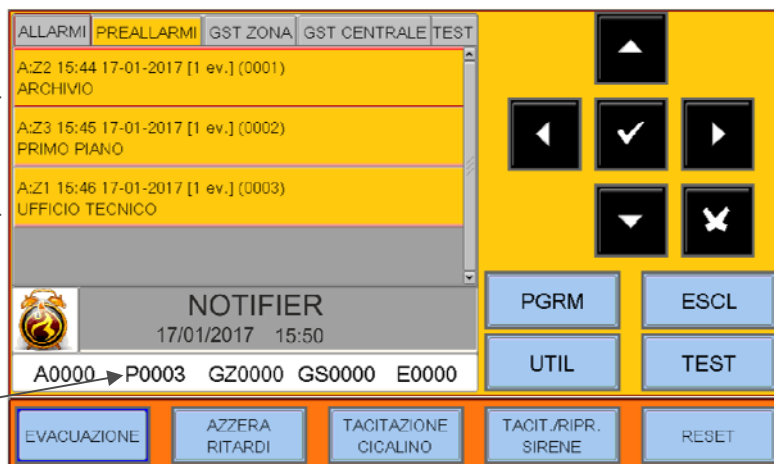 ALLARMI PREALLARMI GST ZONA GST CENTRALE TEST
A:Z2 15:44 17-01-2017 [1 ev.] (0001)
ARCHIVIO
A:Z3 15:45 17-01-2017 [1 ev.] (0002)
PRIMO PIANO
A:Z1 15:46 17-01-2017 [1 ev.] (0003)
UFFICIO TECNICO
NOTIFIER
17/01/2017 15:50
A0000 P0003 GZ0000 GS0000 E0000
PGRM ESCL
UTIL TEST
EVACUAZIONE
AZZERA
RITARDI
TACITAZIONE
CICALINO
TACIT./RIPR.
SIRENE
RESET